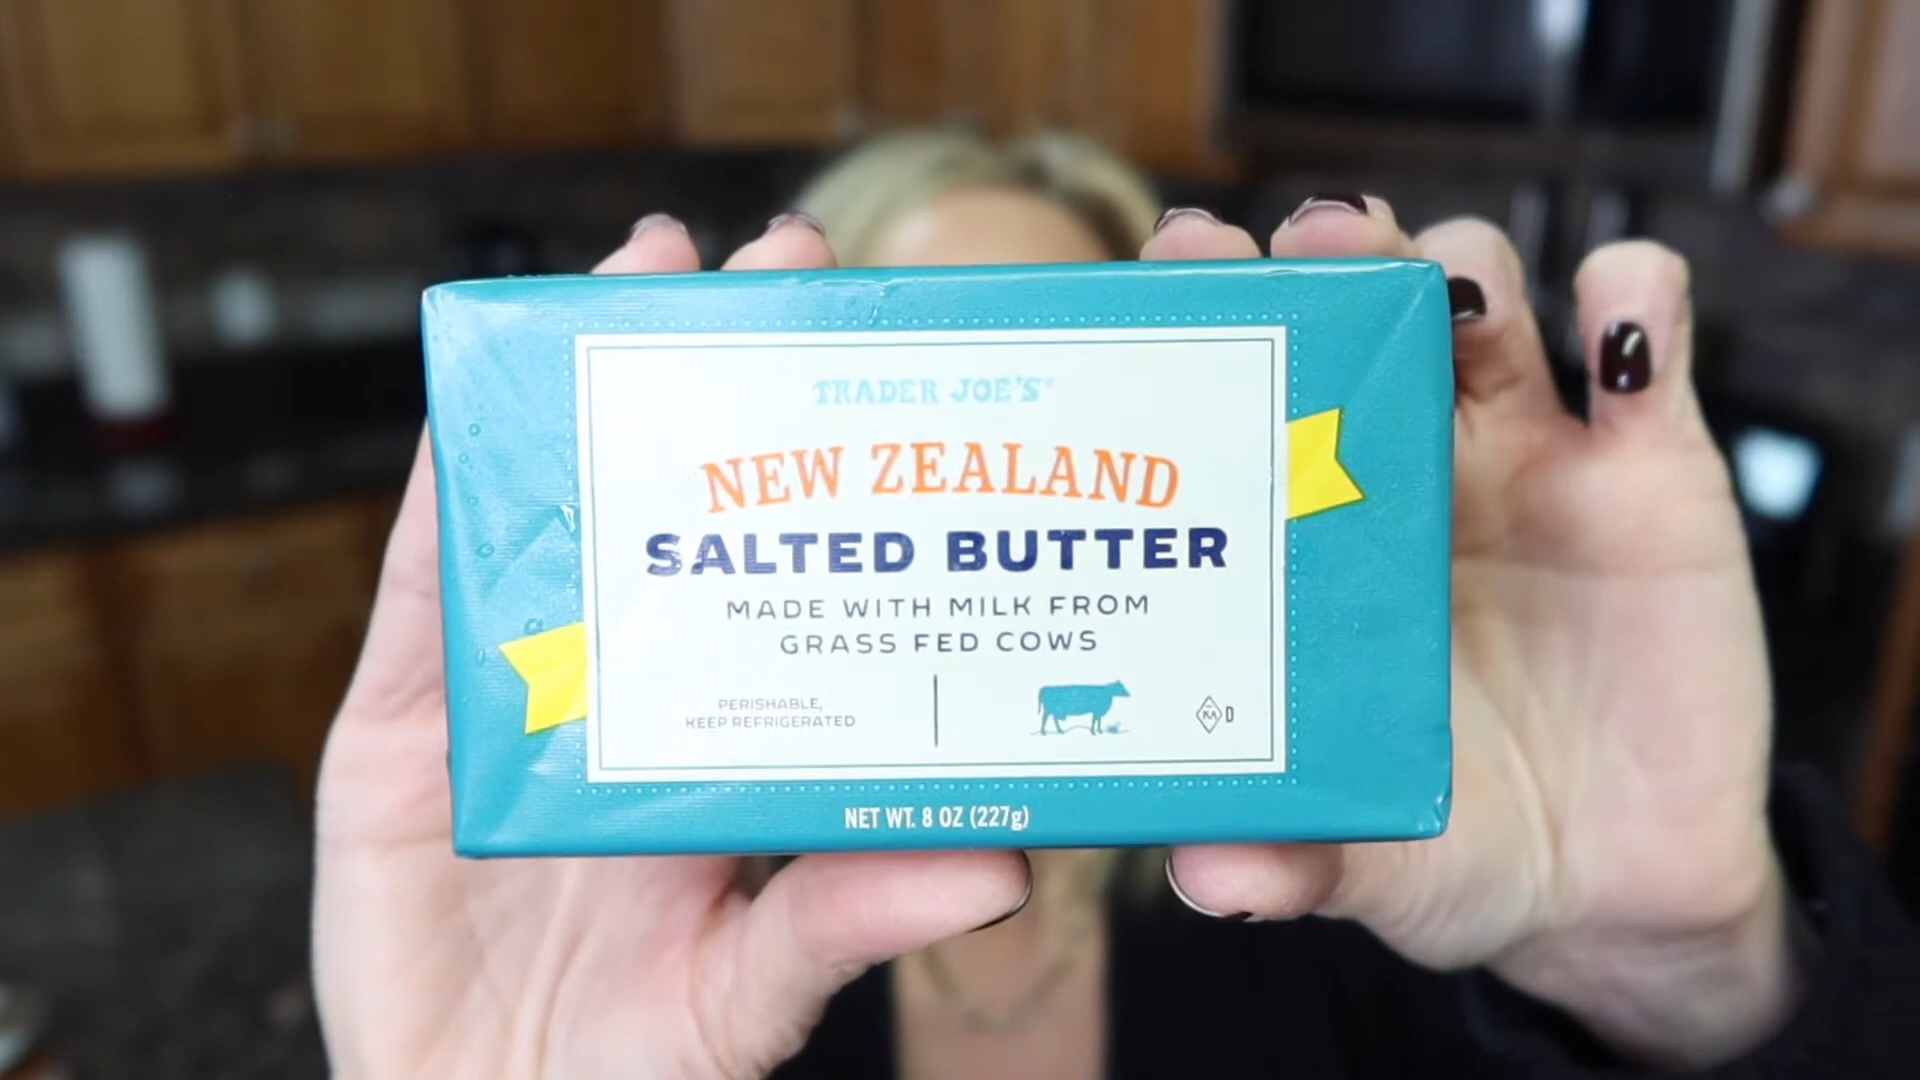 TRADER JOE'S®
NEW ZEALAND
SALTED BUTTER
MADE WITH MILK FROM
GRASS FED COWS
PERISHABLE,
KEEP REFRIGERATED
KA D
NET WT. 8 OZ (227g)